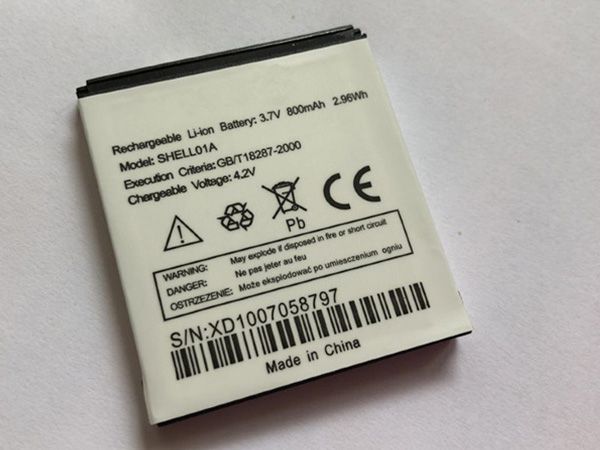 Rechargeable Li-ion Battery: 3.7V 800mAh 2.96Wh
Model: SHELL01A
Execution Criteria: GB/T18287-2000
Chargeable Voltage: 4.2V
Pb
WARNING: May explode if disposed in fire or short circuit
DANGER: Ne pas jeter au feu
OSTRZEZENIE: Może eksplodować po umiesczenium ogniu
S/N:XD1007058797
Made in China